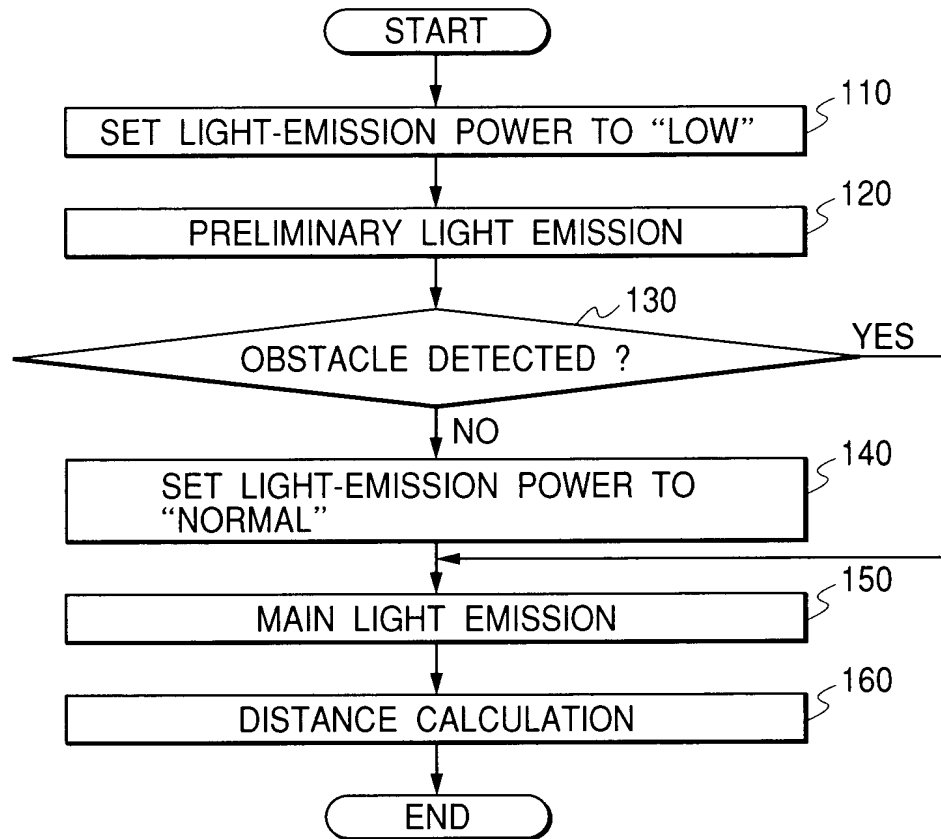 START
110
SET LIGHT-EMISSION POWER TO “LOW”
120
PRELIMINARY LIGHT EMISSION
130
OBSTACLE DETECTED ?
YES
NO
140
SET LIGHT-EMISSION POWER TO
“NORMAL”
150
MAIN LIGHT EMISSION
160
DISTANCE CALCULATION
END